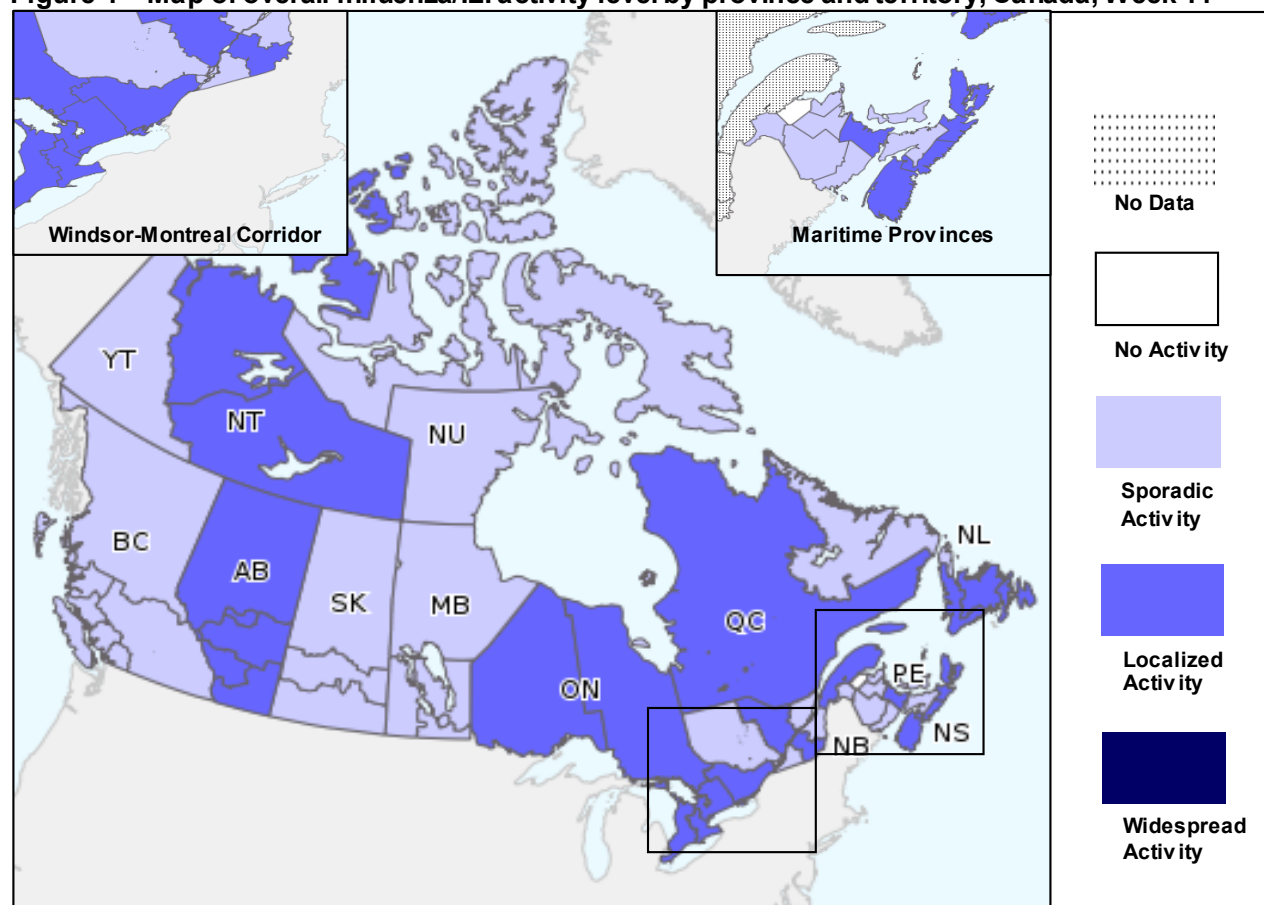 Windsor-Montreal Corridor
Maritime Provinces
YT
NT
NU
BC
AB
SK
MB
ON
QC
NL
PE
NB
NS
No Data
No Activity
Sporadic
Activity
Localized
Activity
Widespread
Activity